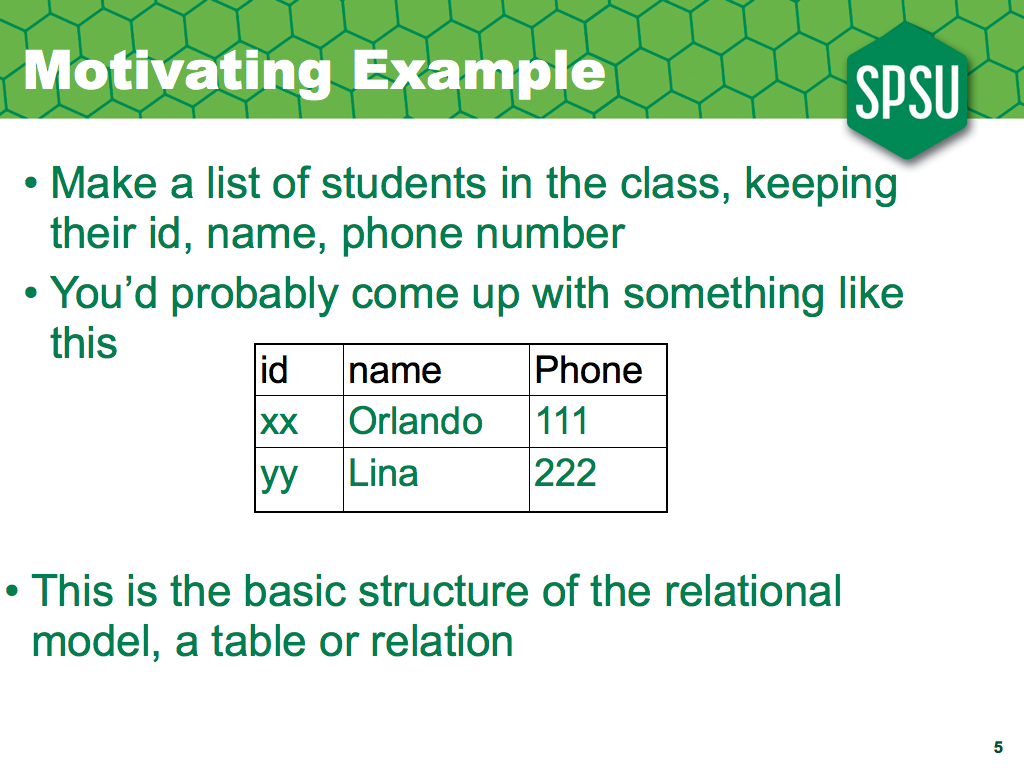 Motivating Example
SPSU
• Make a list of students in the class, keeping
their id, name, phone number
• You’d probably come up with something like
this
id name Phone
xx Orlando 111
yy Lina 222
• This is the basic structure of the relational
model, a table or relation
5